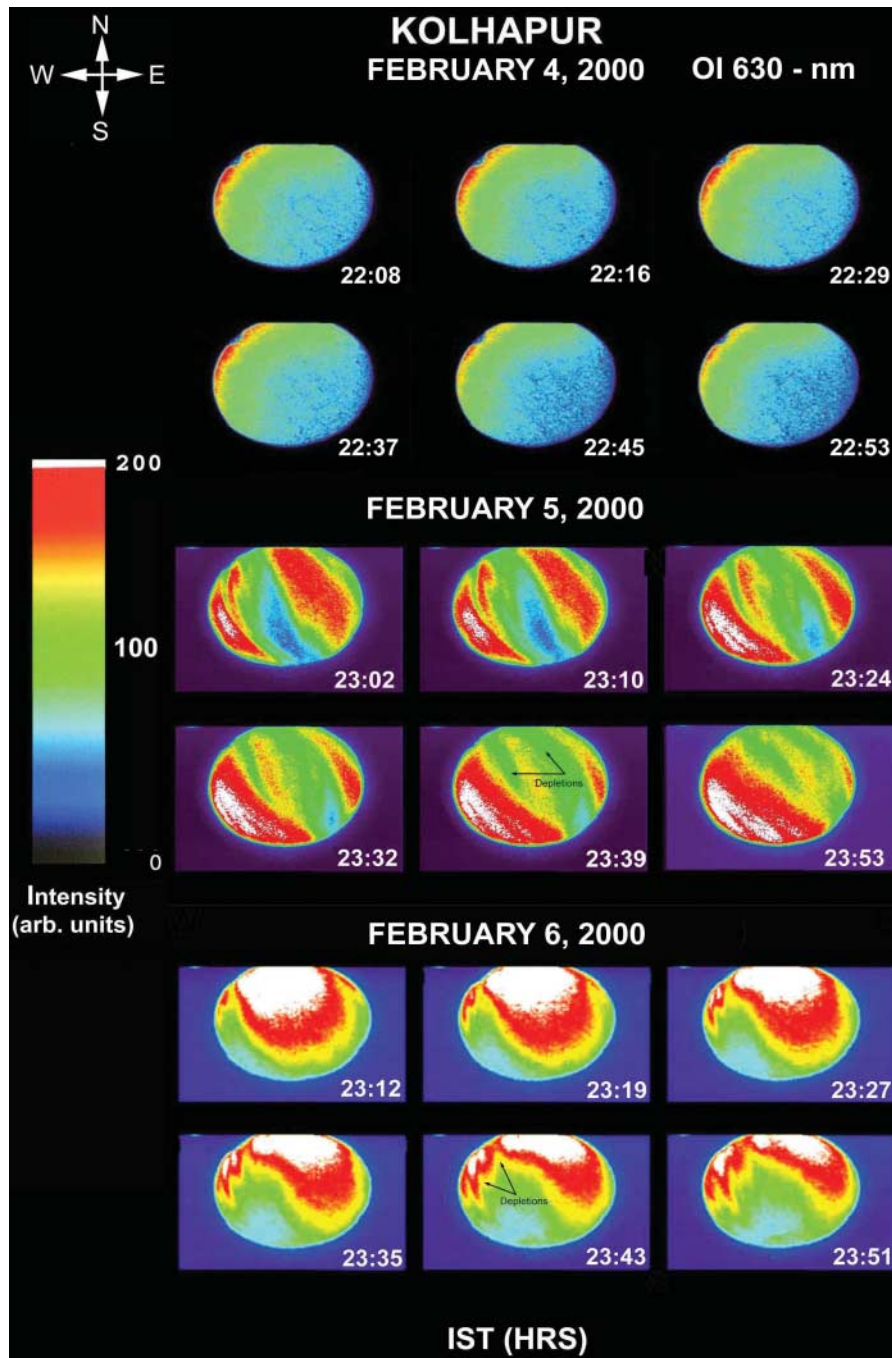 KOLHAPUR
N
FEBRUARY 4, 2000 OI 630 - nm
W E
S
22:08 22:16 22:29
22:37 22:45 22:53
200
FEBRUARY 5, 2000
100
23:02 23:10 23:24
Depletions
23:32 23:39 23:53
0
Intensity
(arb. units)
FEBRUARY 6, 2000
23:12 23:19 23:27
Depletions
23:35 23:43 23:51
IST (HRS)